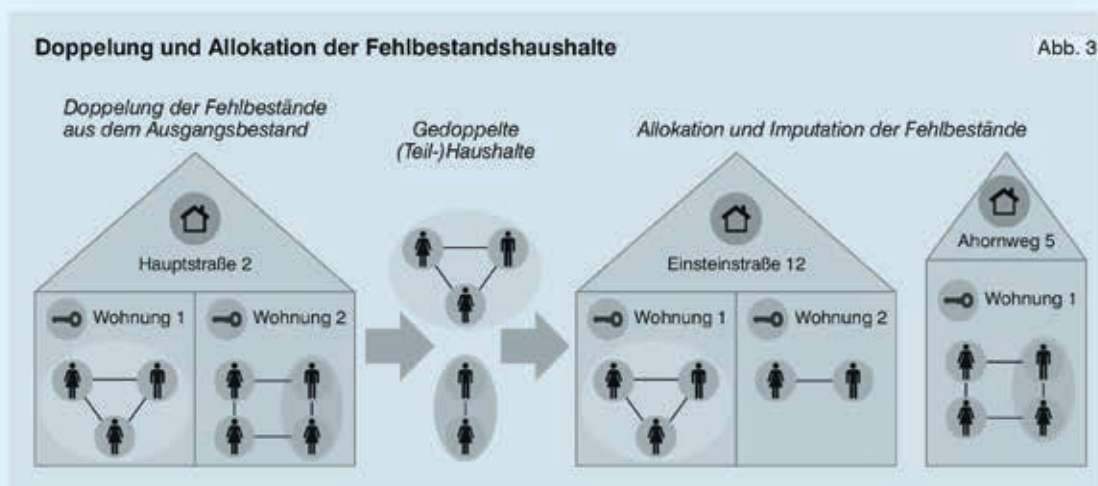 Doppelung und Allokation der Fehlbestandshaushalte
Abb. 3
Doppelung der Fehlbestände
aus dem Ausgangsbestand
Gedoppelte
(Teil-)Haushalte
Allokation und Imputation der Fehlbestände
Hauptstraße 2
Wohnung 1
Wohnung 2
Einsteinstraße 12
Wohnung 1
Wohnung 2
Ahornweg 5
Wohnung 1